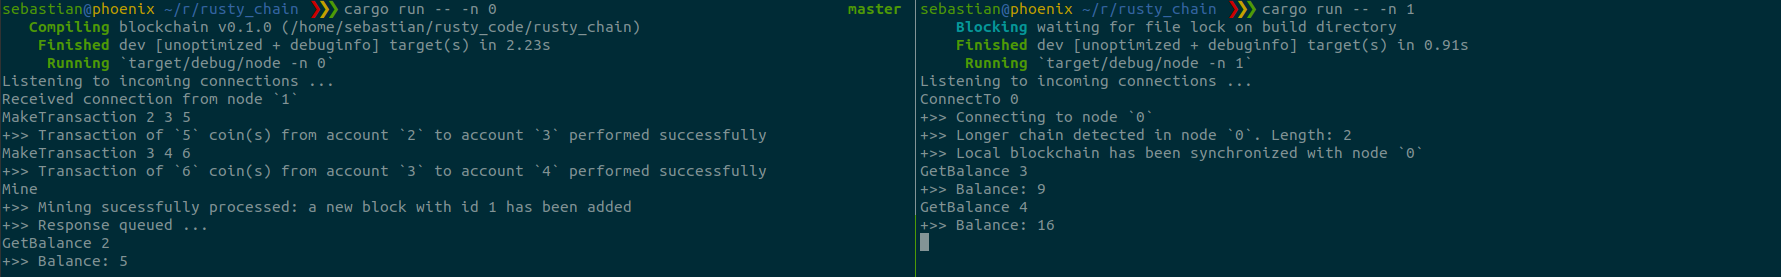 sebastian@phoenix ~/r/rusty_chain ❯❯❯ cargo run -- -n 0 master
Compiling blockchain v0.1.0 (/home/sebastian/rusty_code/rusty_chain)
Finished dev [unoptimized + debuginfo] target(s) in 2.23s
Running `target/debug/node -n 0`
Listening to incoming connections ...
Received connection from node `1`
MakeTransaction 2 3 5
+>> Transaction of `5` coin(s) from account `2` to account `3` performed successfully
MakeTransaction 3 4 6
+>> Transaction of `6` coin(s) from account `3` to account `4` performed successfully
Mine
+>> Mining sucessfully processed: a new block with id 1 has been added
+>> Response queued ...
GetBalance 2
+>> Balance: 5
sebastian@phoenix ~/r/rusty_chain ❯❯❯ cargo run -- -n 1
Blocking waiting for file lock on build directory
Finished dev [unoptimized + debuginfo] target(s) in 0.91s
Running `target/debug/node -n 1`
Listening to incoming connections ...
ConnectTo 0
+>> Connecting to node `0`
+>> Longer chain detected in node `0`. Length: 2
+>> Local blockchain has been synchronized with node `0`
GetBalance 3
+>> Balance: 9
GetBalance 4
+>> Balance: 16